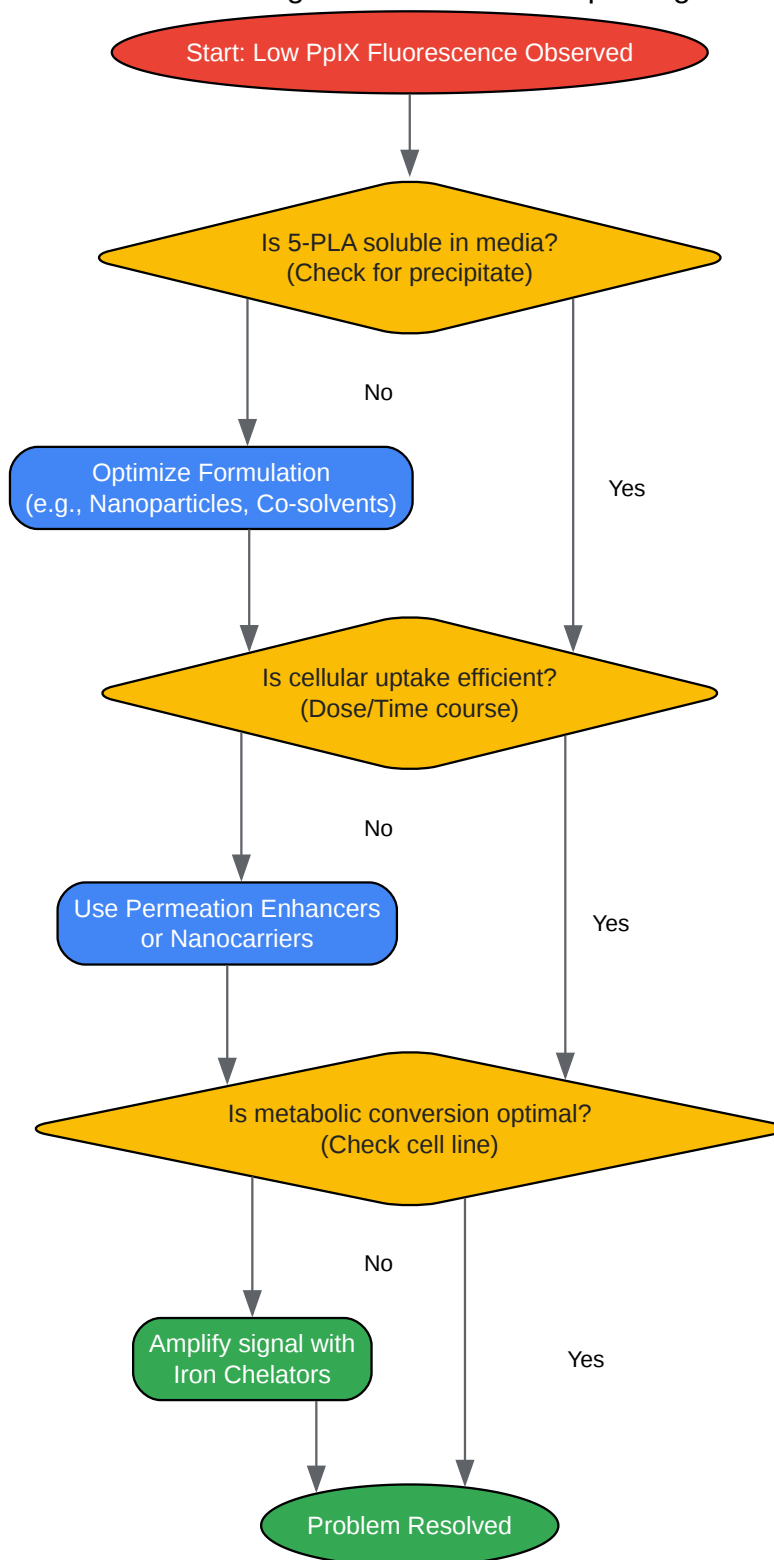 Start: Low PpIX Fluorescence Observed
Is 5-PLA soluble in media?
(Check for precipitate)
No
Optimize Formulation
(e.g., Nanoparticles, Co-solvents)
Yes
Is cellular uptake efficient?
(Dose/Time course)
No
Use Permeation Enhancers
or Nanocarriers
Yes
Is metabolic conversion optimal?
(Check cell line)
No
Amplify signal with
Iron Chelators
Yes
Problem Resolved